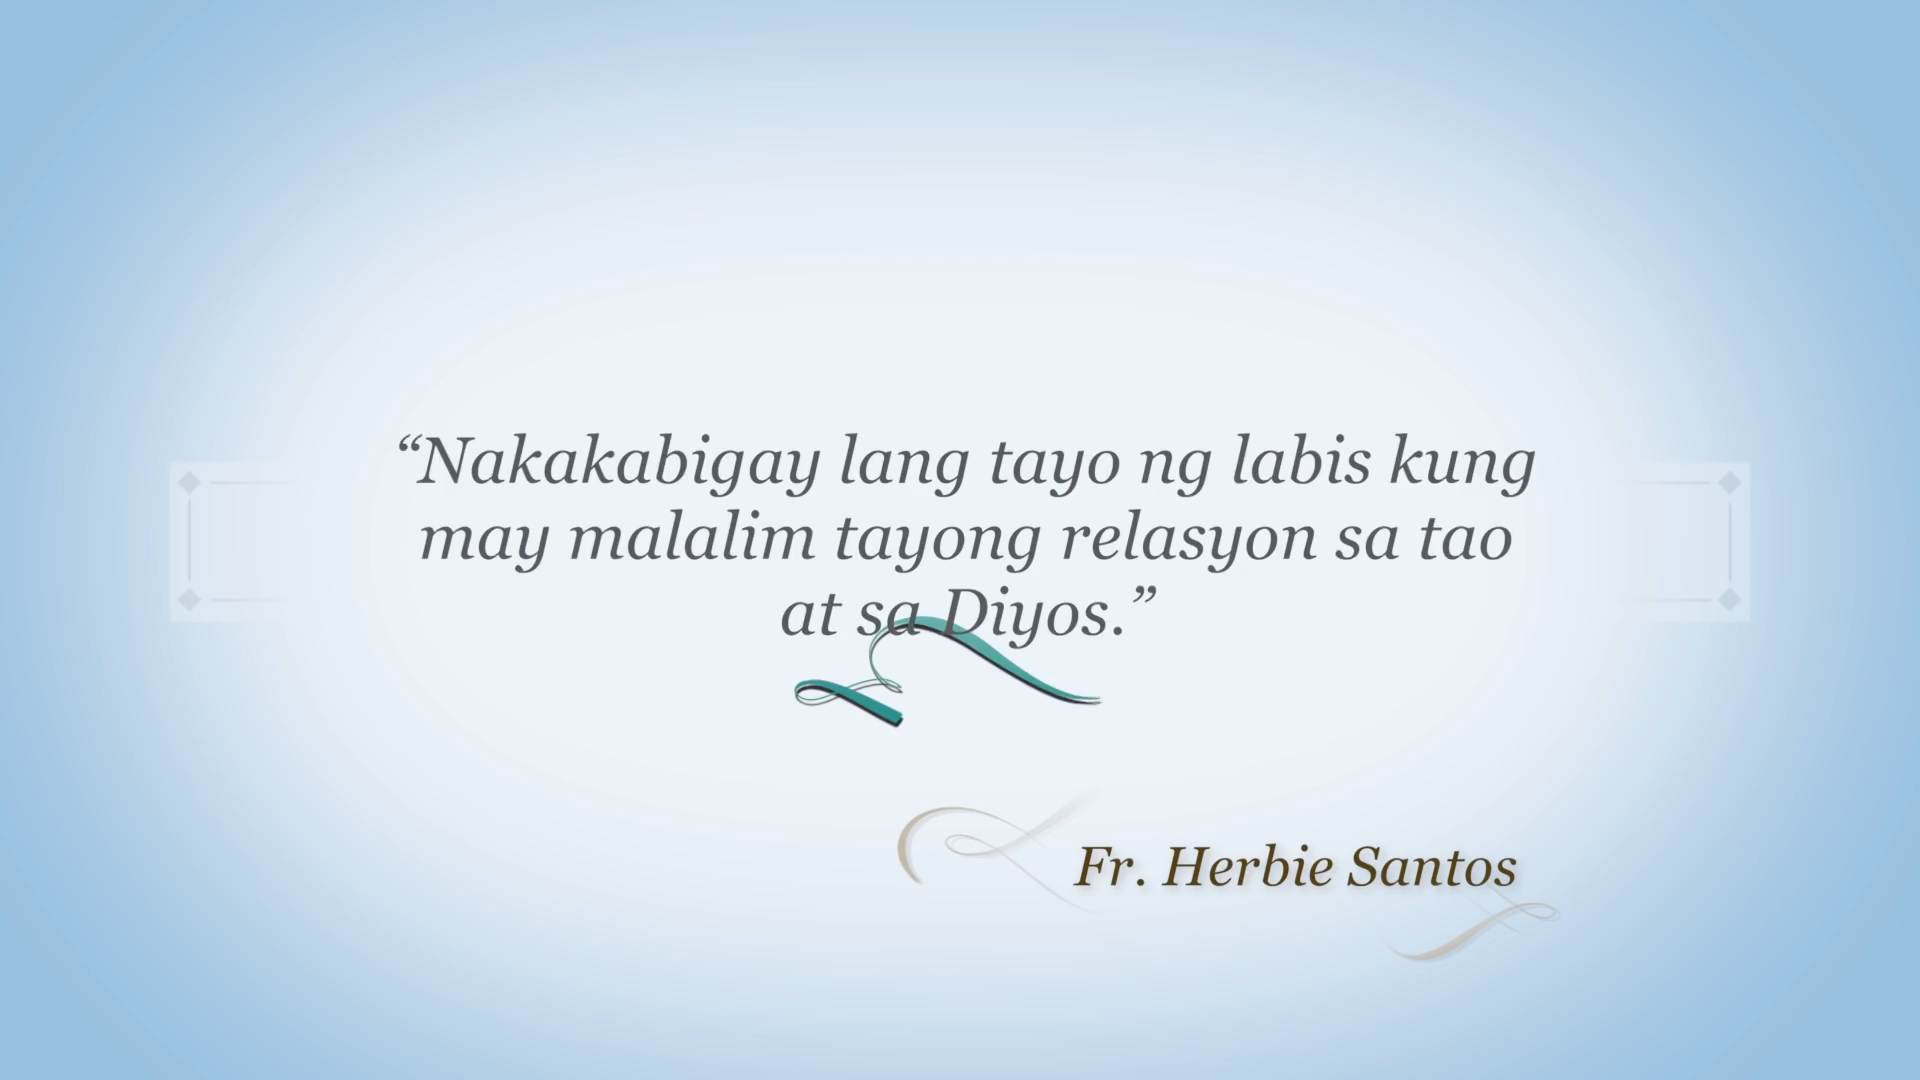 “Nakakabigay lang tayo ng labis kung
may malalim tayong relasyon sa tao
at sa Diyos.”
Fr. Herbie Santos